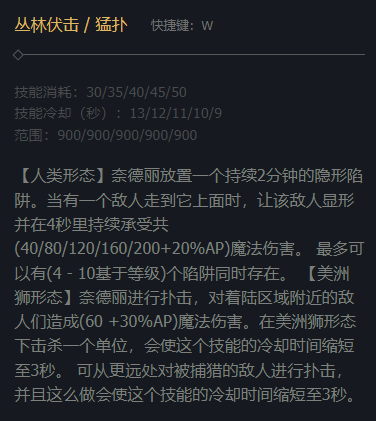 丛林伏击 / 猛扑 快捷键：W
技能消耗：30/35/40/45/50
技能冷却（秒）：13/12/11/10/9
范围：900/900/900/900/900
【人类形态】奈德丽放置一个持续2分钟的隐形陷
阱。当有一个敌人走到它上面时，让该敌人显形
并在4秒里持续承受共
(40/80/120/160/200+20%AP)魔法伤害。 最多可
以有(4 - 10基于等级)个陷阱同时存在。 【美洲
狮形态】奈德丽进行扑击，对着陆区域附近的敌
人们造成(60 +30%AP)魔法伤害。在美洲狮形态
下击杀一个单位，会使这个技能的冷却时间缩短
至3秒。 可从更远处对被捕猎的敌人进行扑击，
并且这么做会使这个技能的冷却时间缩短至3秒。